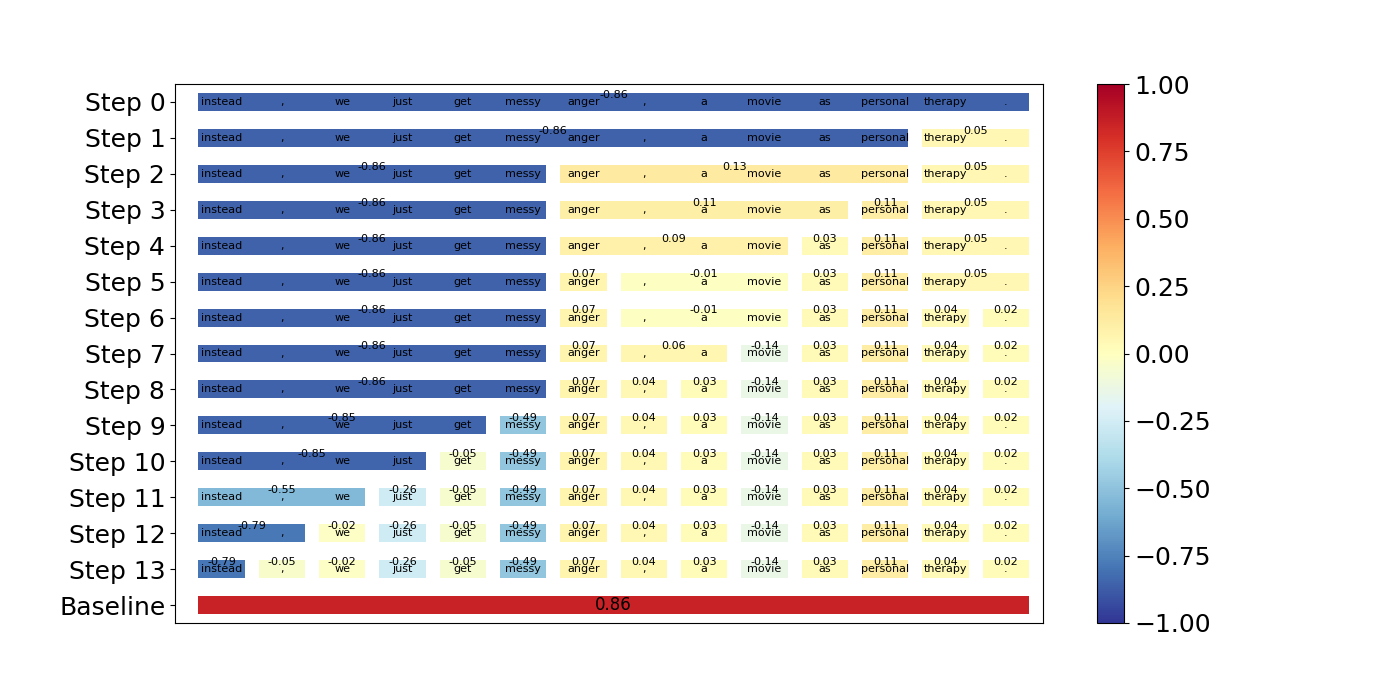 -0.86
Step 0 instead , we just get messy anger , a movie as personal therapy .
-0.86 0.05
Step 1 instead , we just get messy anger , a movie as personal therapy .
-0.86 0.13 0.05
Step 2 instead , we just get messy anger , a movie as personal therapy .
-0.86 0.11 0.11 0.05
Step 3 instead , we just get messy anger , a movie as personal therapy .
-0.86 0.09 0.03 0.11 0.05
Step 4 instead , we just get messy anger , a movie as personal therapy .
-0.86 0.07 -0.01 0.03 0.11 0.05
Step 5 instead , we just get messy anger , a movie as personal therapy .
-0.86 0.07 -0.01 0.03 0.11 0.04 0.02
Step 6 instead , we just get messy anger , a movie as personal therapy .
-0.86 0.07 0.06 -0.14 0.03 0.11 0.04 0.02
Step 7 instead , we just get messy anger , a movie as personal therapy .
-0.86 0.07 0.04 0.03 -0.14 0.03 0.11 0.04 0.02
Step 8 instead , we just get messy anger , a movie as personal therapy .
-0.85 -0.49 0.07 0.04 0.03 -0.14 0.03 0.11 0.04 0.02
Step 9 instead , we just get messy anger , a movie as personal therapy .
-0.85 -0.05 -0.49 0.07 0.04 0.03 -0.14 0.03 0.11 0.04 0.02
Step 10 instead , we just get messy anger , a movie as personal therapy .
-0.55 -0.26 -0.05 -0.49 0.07 0.04 0.03 -0.14 0.03 0.11 0.04 0.02
Step 11 instead , we just get messy anger , a movie as personal therapy .
-0.79 -0.02 -0.26 -0.05 -0.49 0.07 0.04 0.03 -0.14 0.03 0.11 0.04 0.02
Step 12 instead , we just get messy anger , a movie as personal therapy .
-0.79 -0.05 -0.02 -0.26 -0.05 -0.49 0.07 0.04 0.03 -0.14 0.03 0.11 0.04 0.02
Step 13 instead , we just get messy anger , a movie as personal therapy .
Baseline 0.86
1.00
0.75
0.50
0.25
0.00
−0.25
−0.50
−0.75
−1.00